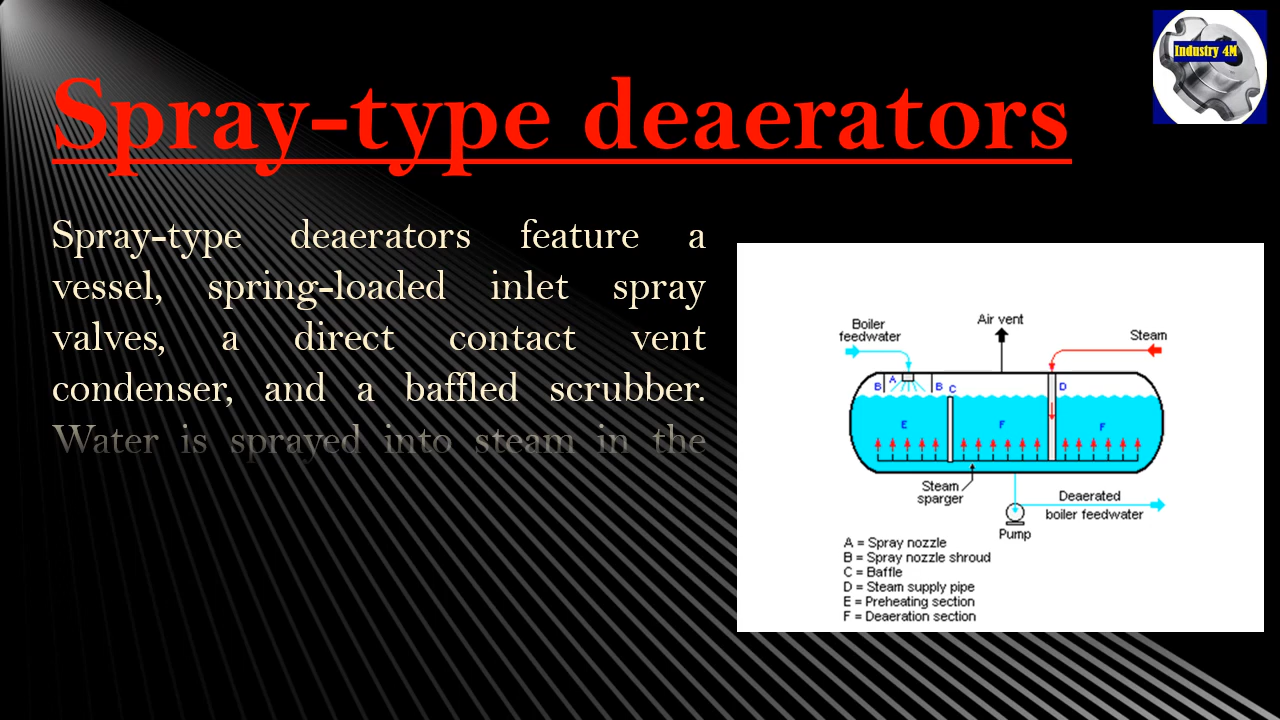 Industry 4M
Spray-type deaerators
Spray-type deaerators feature a
vessel, spring-loaded inlet spray
valves, a direct contact vent
condenser, and a baffled scrubber.
Water is sprayed into steam in the
Boiler
feedwater
Air vent
Steam
B
A
B
C
D
E
F
F
Steam
sparger
Deaerated
boiler feedwater
Pump
A = Spray nozzle
B = Spray nozzle shroud
C = Baffle
D = Steam supply pipe
E = Preheating section
F = Deaeration section